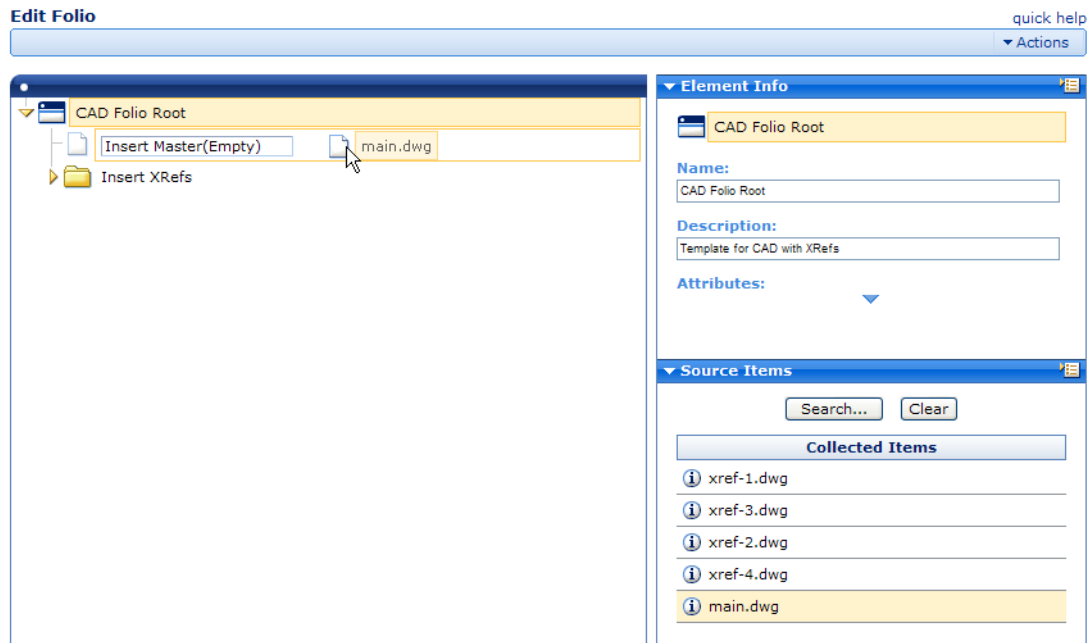 Edit Folio
quick help
Actions
CAD Folio Root
Insert Master(Empty)
main.dwg
Insert XRefs
Element Info
CAD Folio Root
Name:
CAD Folio Root
Description:
Template for CAD with XRefs
Attributes:
Source Items
Search... Clear
Collected Items
xref-1.dwg
xref-3.dwg
xref-2.dwg
xref-4.dwg
main.dwg